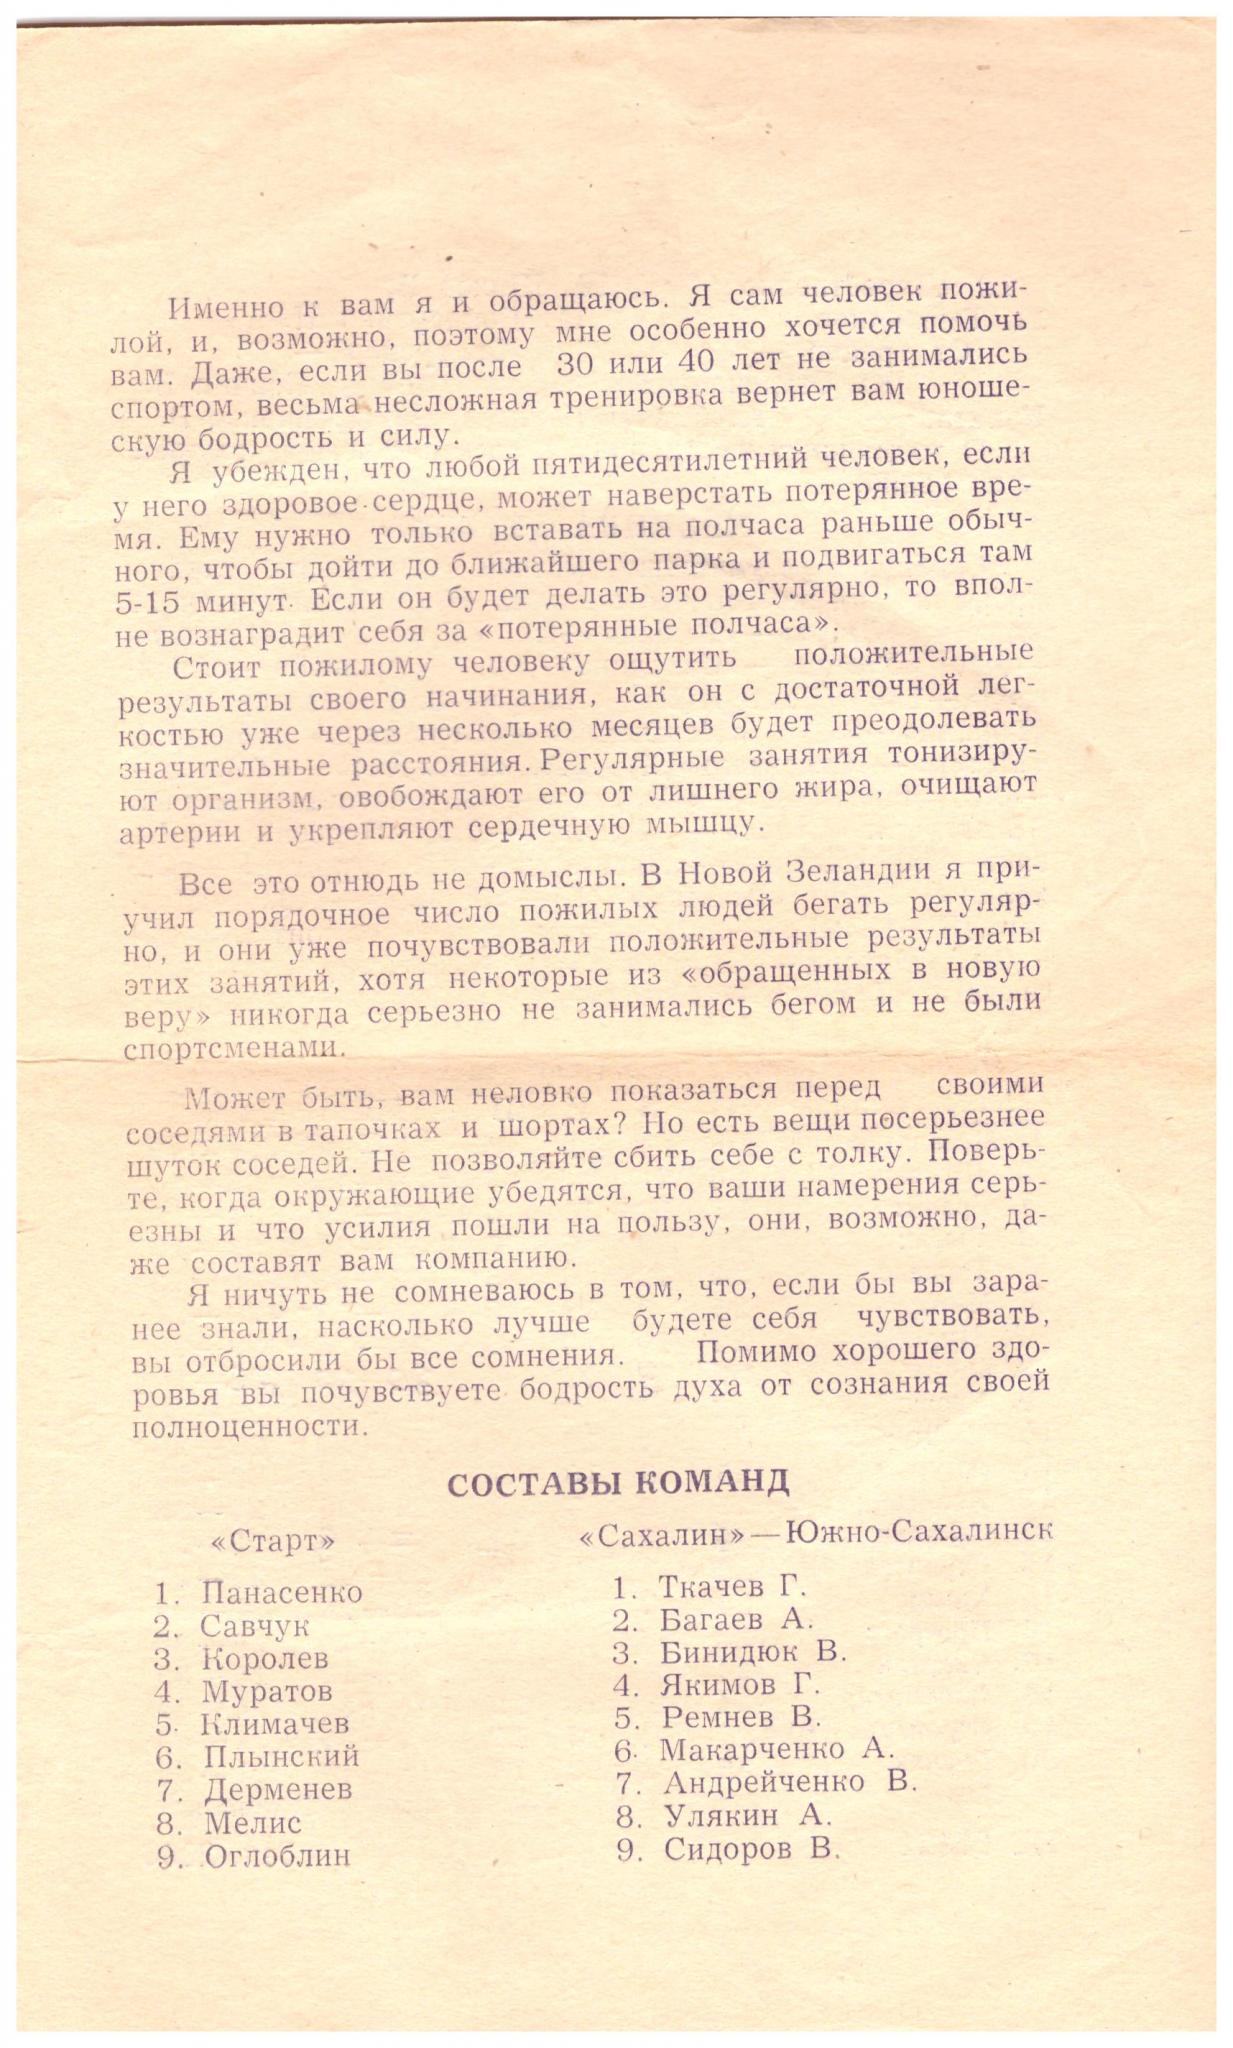 Именно к вам я и обращаюсь. Я сам человек пожи-
лой, и, возможно, поэтому мне особенно хочется помочь
вам. Даже, если вы после 30 или 40 лет не занимались
спортом, весьма несложная тренировка вернет вам юноше-
скую бодрость и силу.
Я убежден, что любой пятидесятилетний человек, если
у него здоровое сердце, может наверстать потерянное вре-
мя. Ему нужно только вставать на полчаса раньше обыч-
ного, чтобы дойти до ближайшего парка и подвигаться там
5-15 минут. Если он будет делать это регулярно, то впол-
не вознаградит себя за «потерянные полчаса».
Стоит пожилому человеку ощутить положительные
результаты своего начинания, как он с достаточной лег-
костью уже через несколько месяцев будет преодолевать
значительные расстояния. Регулярные занятия тонизиру-
ют организм, овобождают его от лишнего жира, очищают
артерии и укрепляют сердечную мышцу.
Все это отнюдь не домыслы. В Новой Зеландии я при-
учил порядочное число пожилых людей бегать регуляр-
но, и они уже почувствовали положительные результаты
этих занятий, хотя некоторые из «обращенных в новую
веру» никогда серьезно не занимались бегом и не были
спортсменами.
Может быть, вам неловко показаться перед своими
соседями в тапочках и шортах? Но есть вещи посерьезнее
шуток соседей. Не позволяйте сбить себе с толку. Поверь-
те, когда окружающие убедятся, что ваши намерения серь-
езны и что усилия пошли на пользу, они, возможно, да-
же составят вам компанию.
Я ничуть не сомневаюсь в том, что, если бы вы зара-
нее знали, насколько лучше будете себя чувствовать,
вы отбросили бы все сомнения. Помимо хорошего здо-
ровья вы почувствуете бодрость духа от сознания своей
полноценности.
СОСТАВЫ КОМАНД
«Старт»
1. Панасенко
2. Савчук
3. Королев
4. Муратов
5. Климачев
6. Плынский
7. Дерменев
8. Мелис
9. Оглоблин
«Сахалин» — Южно-Сахалинск
1. Ткачев Г.
2. Багаев А.
3. Бинидюк В.
4. Якимов Г.
5. Ремнев В.
6. Макарченко А.
7. Андрейченко В.
8. Улякин А.
9. Сидоров В.